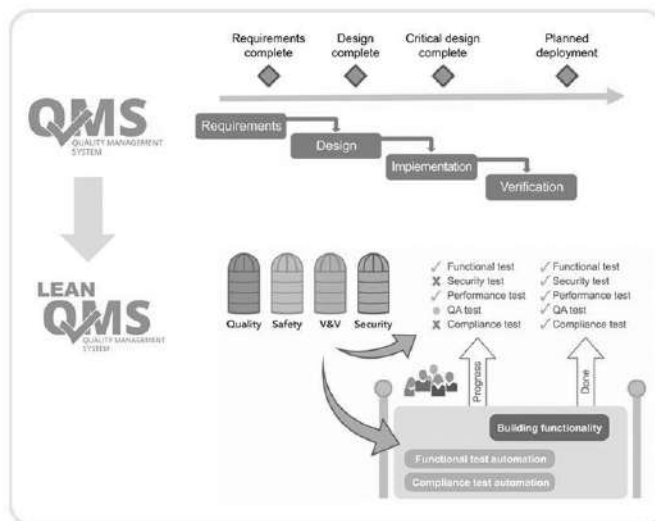 Requirements complete
Design complete
Critical design complete
Planned deployment
QMS
QUALITY MANAGEMENT
SYSTEM
Requirements
Design
Implementation
Verification
LEAN
QMS
QUALITY MANAGEMENT
SYSTEM
Quality
Safety
V&V
Security
Functional test
Security test
Performance test
QA test
Compliance test
Functional test
Security test
Performance test
QA test
Compliance test
Progress
Done
Building functionality
Functional test automation
Compliance test automation